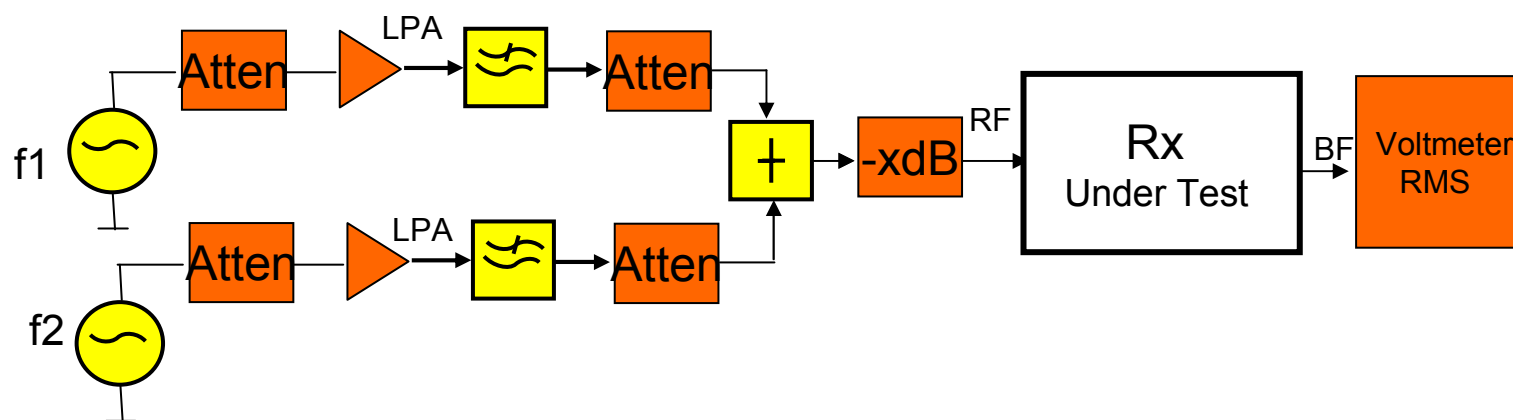 LPA
Atten
Atten
f1
+
-xdB
RF
Rx
Under Test
BF
Voltmeter
RMS
LPA
Atten
Atten
f2